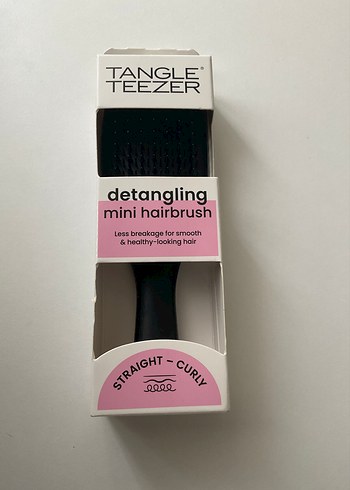 TANGLE®
TEEZER
detangling
mini hairbrush
Less breakage for smooth
& healthy-looking hair
STRAIGHT – CURLY